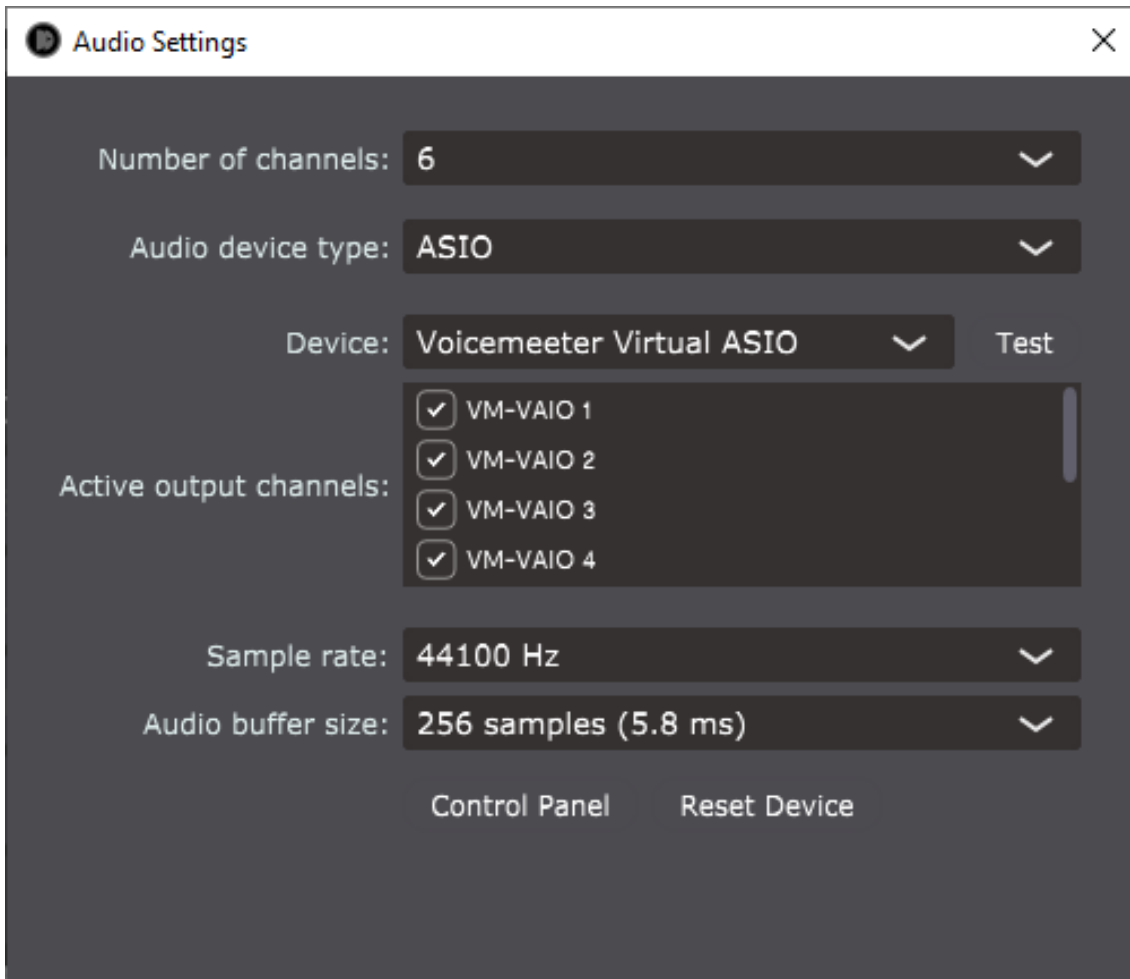 Audio Settings
Number of channels: 6
Audio device type: ASIO
Device: Voicemeeter Virtual ASIO Test
Active output channels:
VM-VAIO 1
VM-VAIO 2
VM-VAIO 3
VM-VAIO 4
Sample rate: 44100 Hz
Audio buffer size: 256 samples (5.8 ms)
Control Panel Reset Device